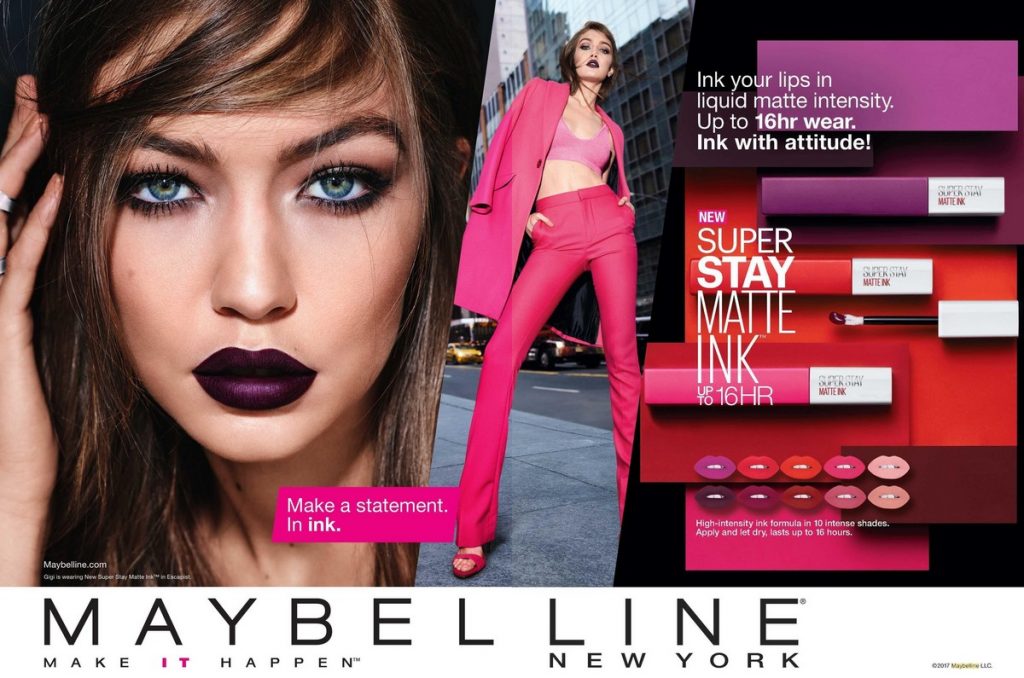 Ink your lips in
liquid matte intensity.
Up to 16hr wear.
Ink with attitude!
SUPER STAY
MATTE INK
NEW
SUPER
STAY
MATTE
INK™
UP TO 16HR
SUPER STAY
MATTE INK
SUPER STAY
MATTE INK
Make a statement.
In ink.
High-intensity ink formula in 10 intense shades.
Apply and let dry, lasts up to 16 hours.
Maybelline.com
Gigi is wearing New Super Stay Matte Ink™ in Escapist.
MAYBELLINE®
MAKE IT HAPPEN™ NEW YORK
©2017 Maybelline LLC.